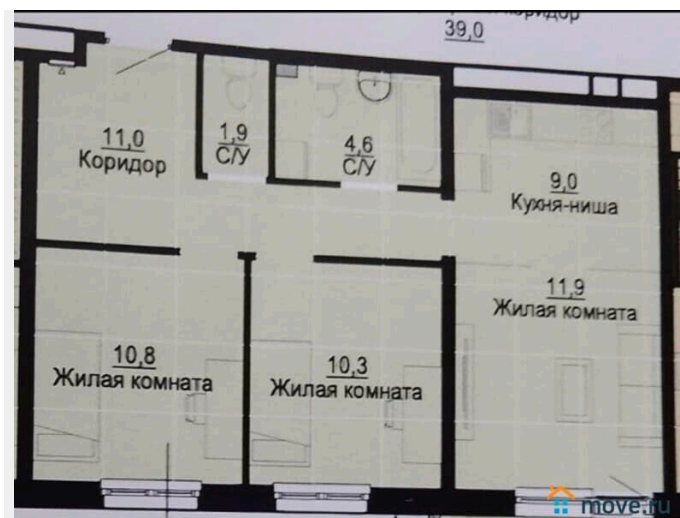 коридор
39,0
11,0
Коридор
1,9
С/У
4,6
С/У
9,0
Кухня-ниша
11,9
Жилая комната
10,8
Жилая комната
10,3
Жилая комната
move.ru